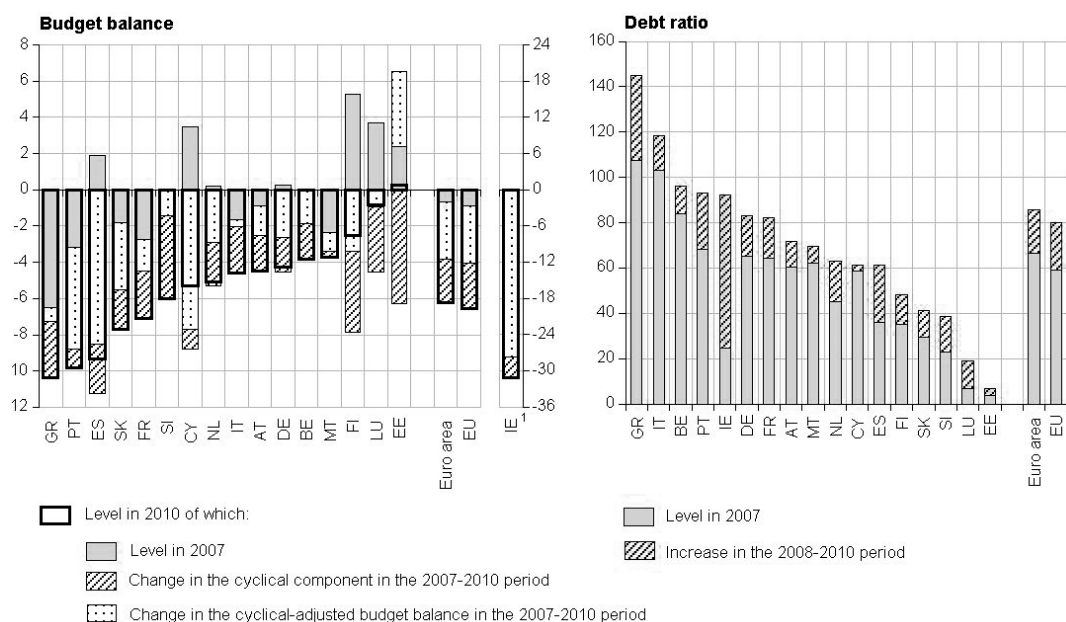 Budget balance
8
6
4
2
0
-2
-4
-6
-8
10
12
24
18
12
6
0
-6
-12
-18
-24
-30
-36
GR
PT
ES
SK
FR
SI
CY
NL
IT
AT
DE
BE
MT
FI
LU
EE
Euro area
EU
IE 1
Level in 2010 of which:
Level in 2007
Change in the cyclical component in the 2007-2010 period
Change in the cyclical-adjusted budget balance in the 2007-2010 period
Debt ratio
160
140
120
100
80
60
40
20
0
GR
IT
BE
PT
IE
DE
FR
AT
MT
NL
CY
ES
FI
SK
SI
LU
EE
Euro area
EU
Level in 2007
Increase in the 2008-2010 period